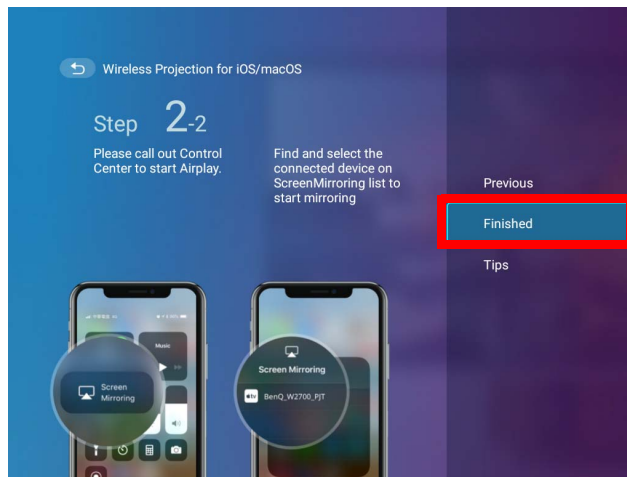 Wireless Projection for iOS/macOS
Step 2-2
Please call out Control
Center to start Airplay.
Find and select the
connected device on
ScreenMirroring list to
start mirroring
Previous
Finished
Tips
Music
Screen
Mirroring
Screen Mirroring
tv
BenQ_W2700_PJT